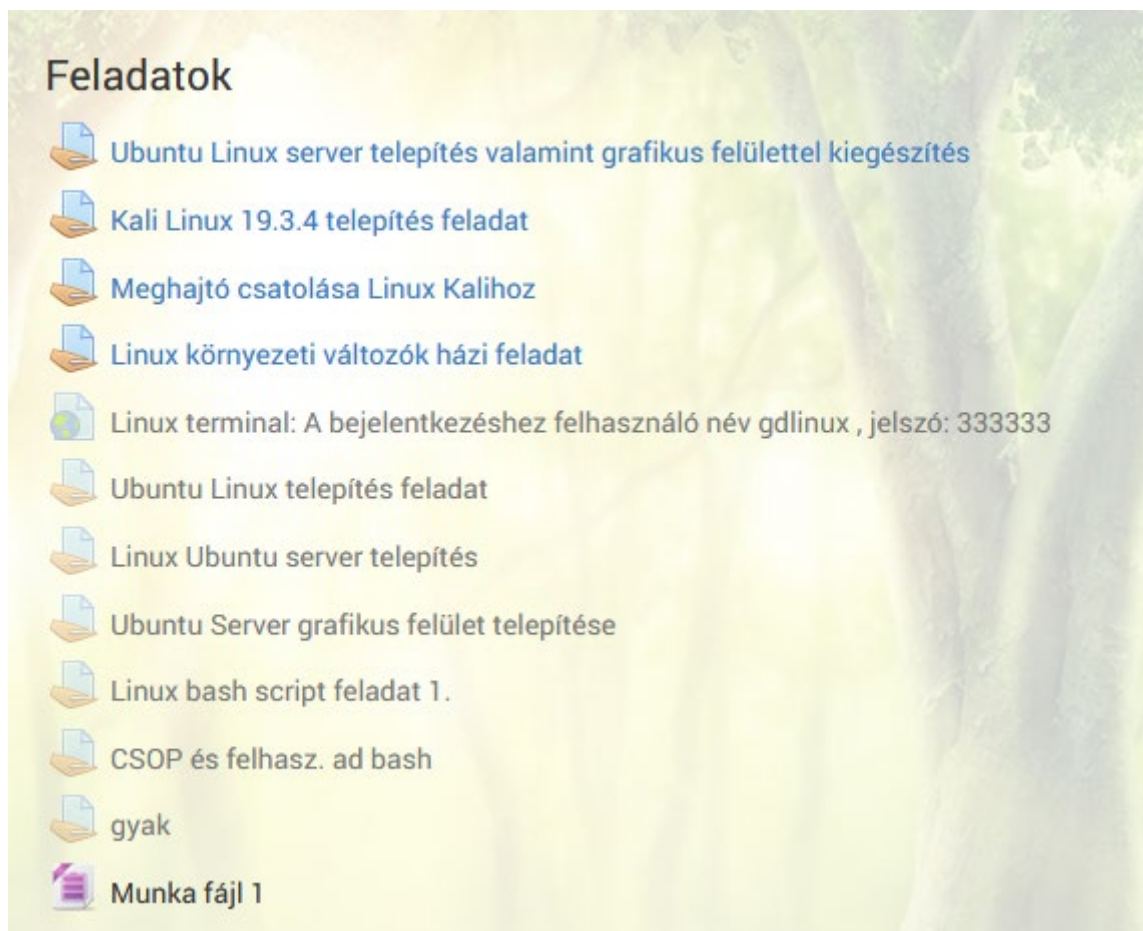 Feladatok
Ubuntu Linux server telepítés valamint grafikus felülettel kiegészítés
Kali Linux 19.3.4 telepítés feladat
Meghajtó csatolása Linux Kalihoz
Linux környezeti változók házi feladat
Linux terminal: A bejelentkezéshez felhasználó név gdlinux , jelszó: 333333
Ubuntu Linux telepítés feladat
Linux Ubuntu server telepítés
Ubuntu Server grafikus felület telepítése
Linux bash script feladat 1.
CSOP és felhasz. ad bash
gyak
Munka fájl 1